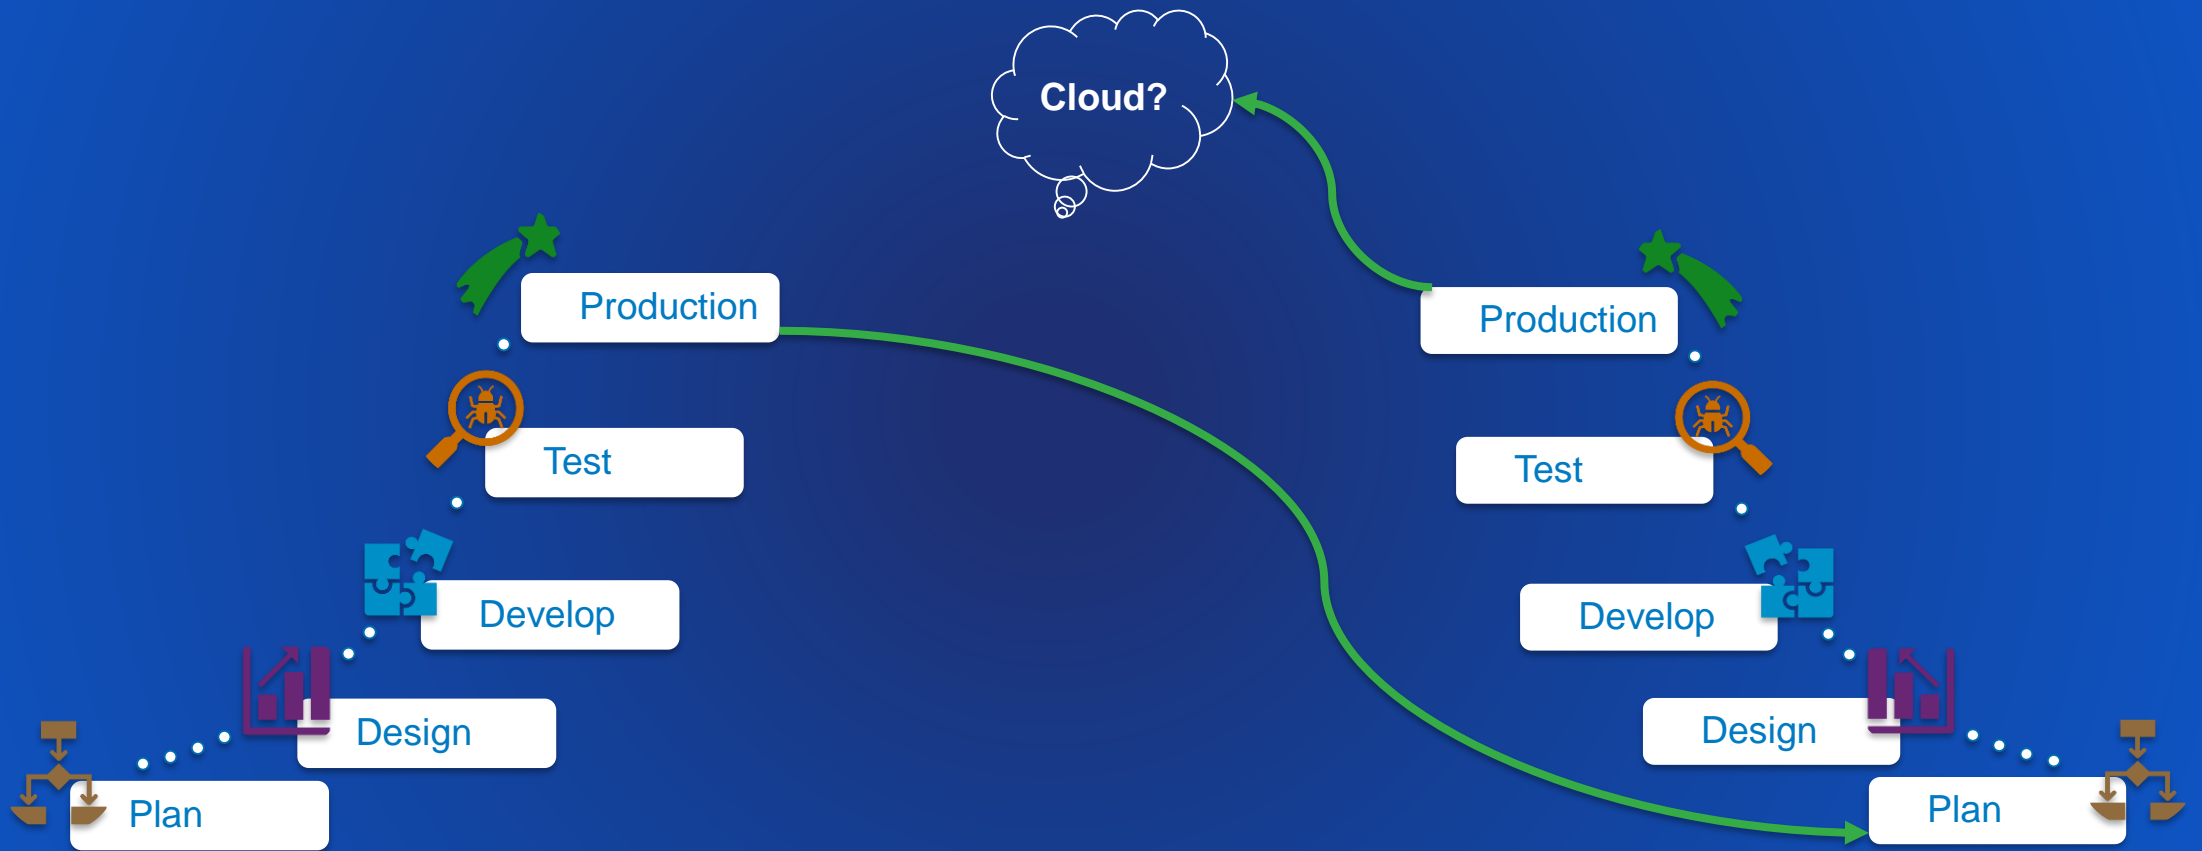 Cloud?
Production
Test
Develop
Design
Plan
Production
Test
Develop
Design
Plan